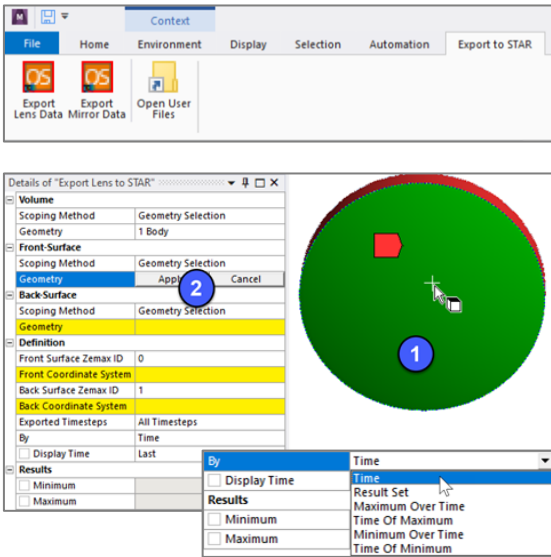 M
Context
File Home Environment Display Selection Automation Export to STAR
OS OS
Export Export Open User
Lens Data Mirror Data Files
Details of "Export Lens to STAR"
Volume
Scoping Method Geometry Selection
Geometry 1 Body
Front-Surface
Scoping Method Geometry Selection
Geometry Appl 2 Cancel
Back-Surface
Scoping Method Geometry Selection
Geometry
Definition
Front Surface Zemax ID 0
Front Coordinate System
Back Surface Zemax ID 1
Back Coordinate System
Exported Timesteps All Timesteps
By Time
Display Time Last
Results
Minimum
Maximum
1
By Time
Display Time Time
Results Result Set
Minimum Maximum Over Time
Maximum Time Of Maximum
Minimum Over Time
Time Of Minimum